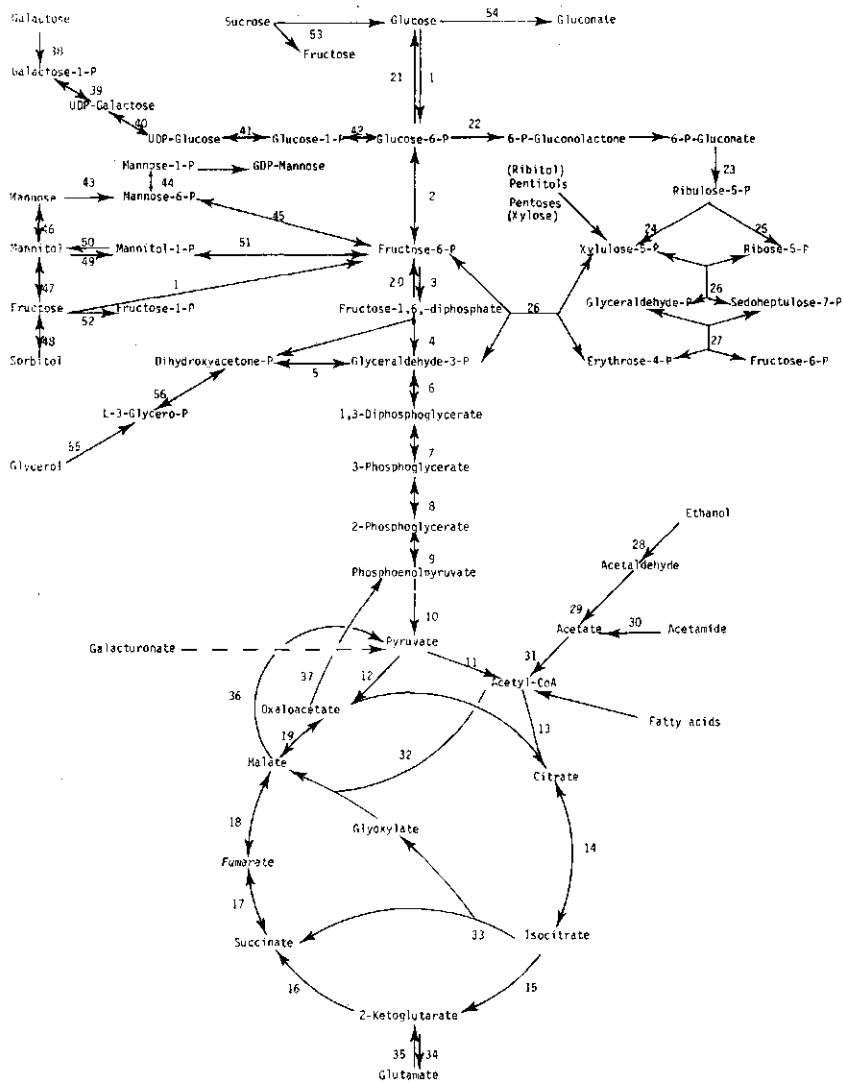 Galactose
Sucrose
Glucose
54
Gluconate
53
38
Fructose
Galactose-1-P
21
1
39
UDP-Galactose
40
UDP-Glucose
41
Glucose-1-P
42
Glucose-6-P
22
6-P-Gluconolactone
6-P-Gluconate
Mannose-1-P
GDP-Mannose
23
(Ribitol)
Pentitols
43
44
Mannose
Mannose-6-P
2
Ribulose-5-P
Pentoses
(Xylose)
45
46
24
25
Mannitol
50
Mannitol-1-P
51
Fructose-6-P
Xylulose-5-P
Ribose-5-P
49
47
1
20
3
26
Fructose
Fructose-1-P
Fructose-1,6,-diphosphate
26
Glyceraldehyde-P
Sedoheptulose-7-P
52
48
4
27
Sorbitol
Dihydroxyacetone-P
Glyceraldehyde-3-P
Erythrose-4-P
Fructose-6-P
5
6
56
L-3-Glycero-P
1,3-Diphosphoglycerate
55
7
Glycerol
3-Phosphoglycerate
8
Ethanol
2-Phosphoglycerate
28
9
Acetaldehyde
Phosphoenolpyruvate
29
10
30
Acetate
Acetamide
Pyruvate
Galacturonate
31
11
37
12
Acetyl-CoA
36
Oxaloacetate
Fatty acids
19
13
32
Malate
Citrate
18
Glyoxylate
14
Fumarate
17
33
Succinate
Isocitrate
16
15
2-Ketoglutarate
35
34
Glutamate